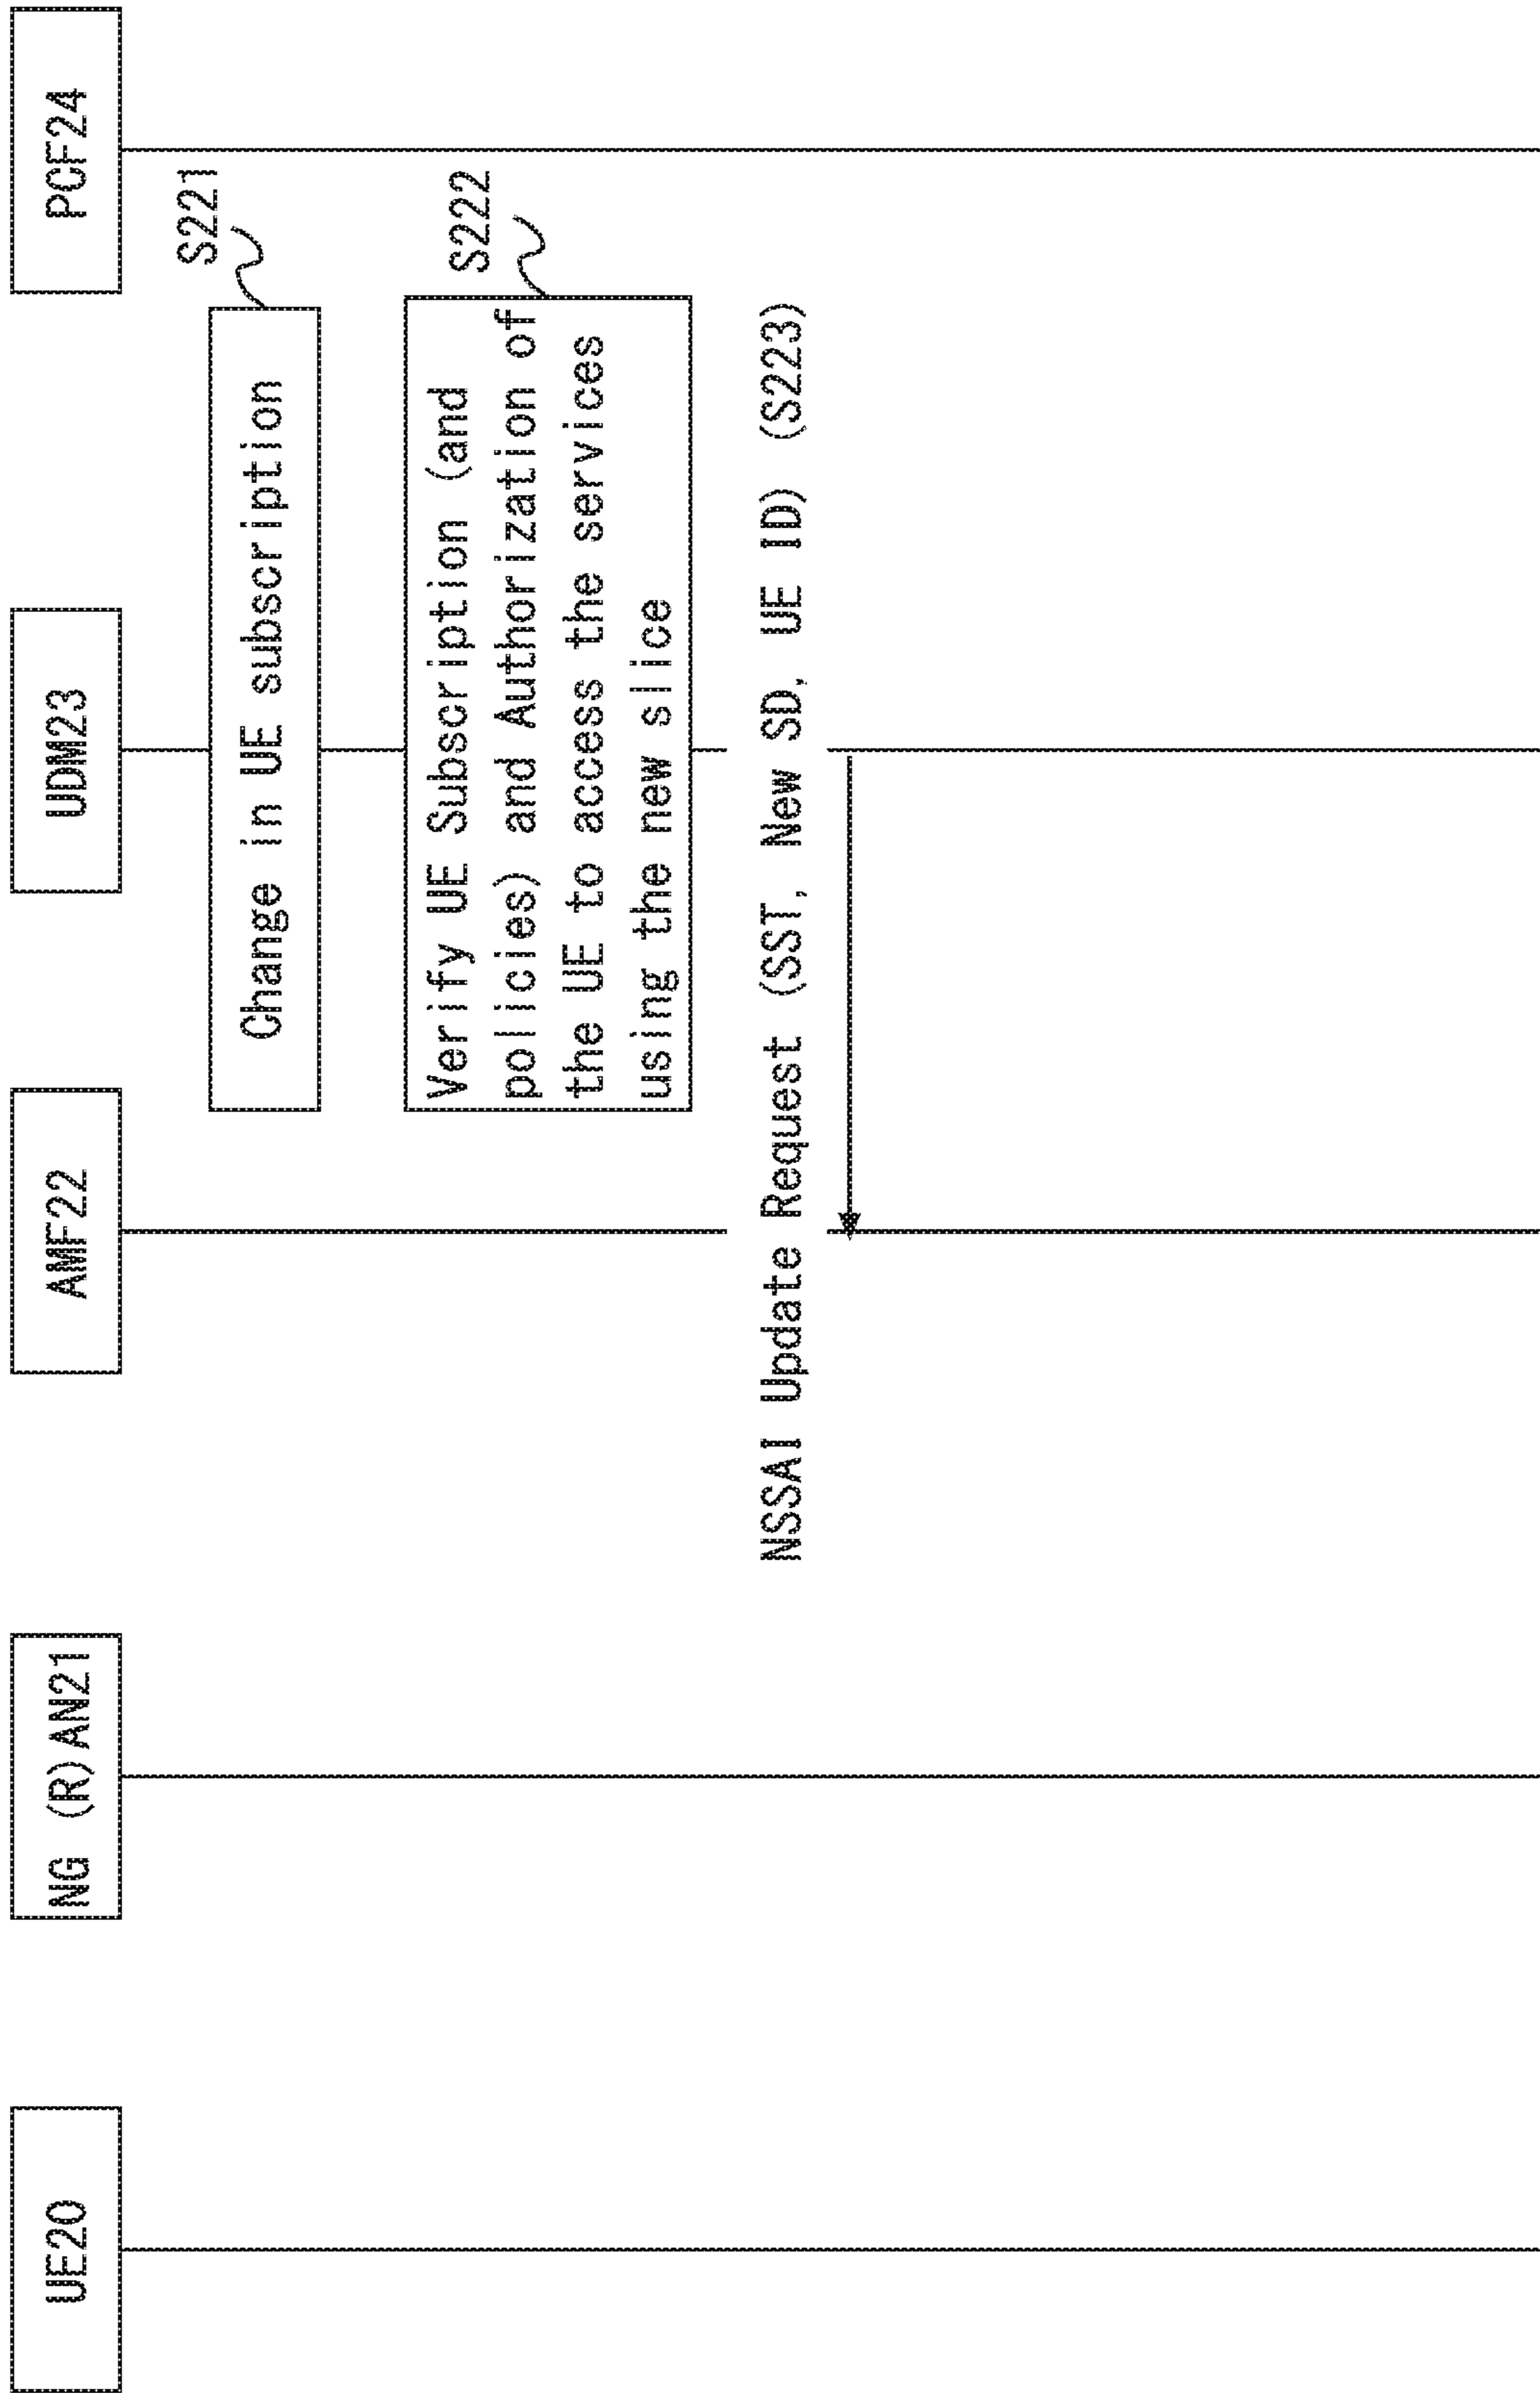 UE20
NG (R) AN21
AMF22
UDM23
PCF24
Change in UE subscription
S221
Verify UE Subscription (and
policies) and Authorization of
the UE to access the services
using the new slice
S222
NSSAI Update Request (SST, New SD, UE ID) (S223)